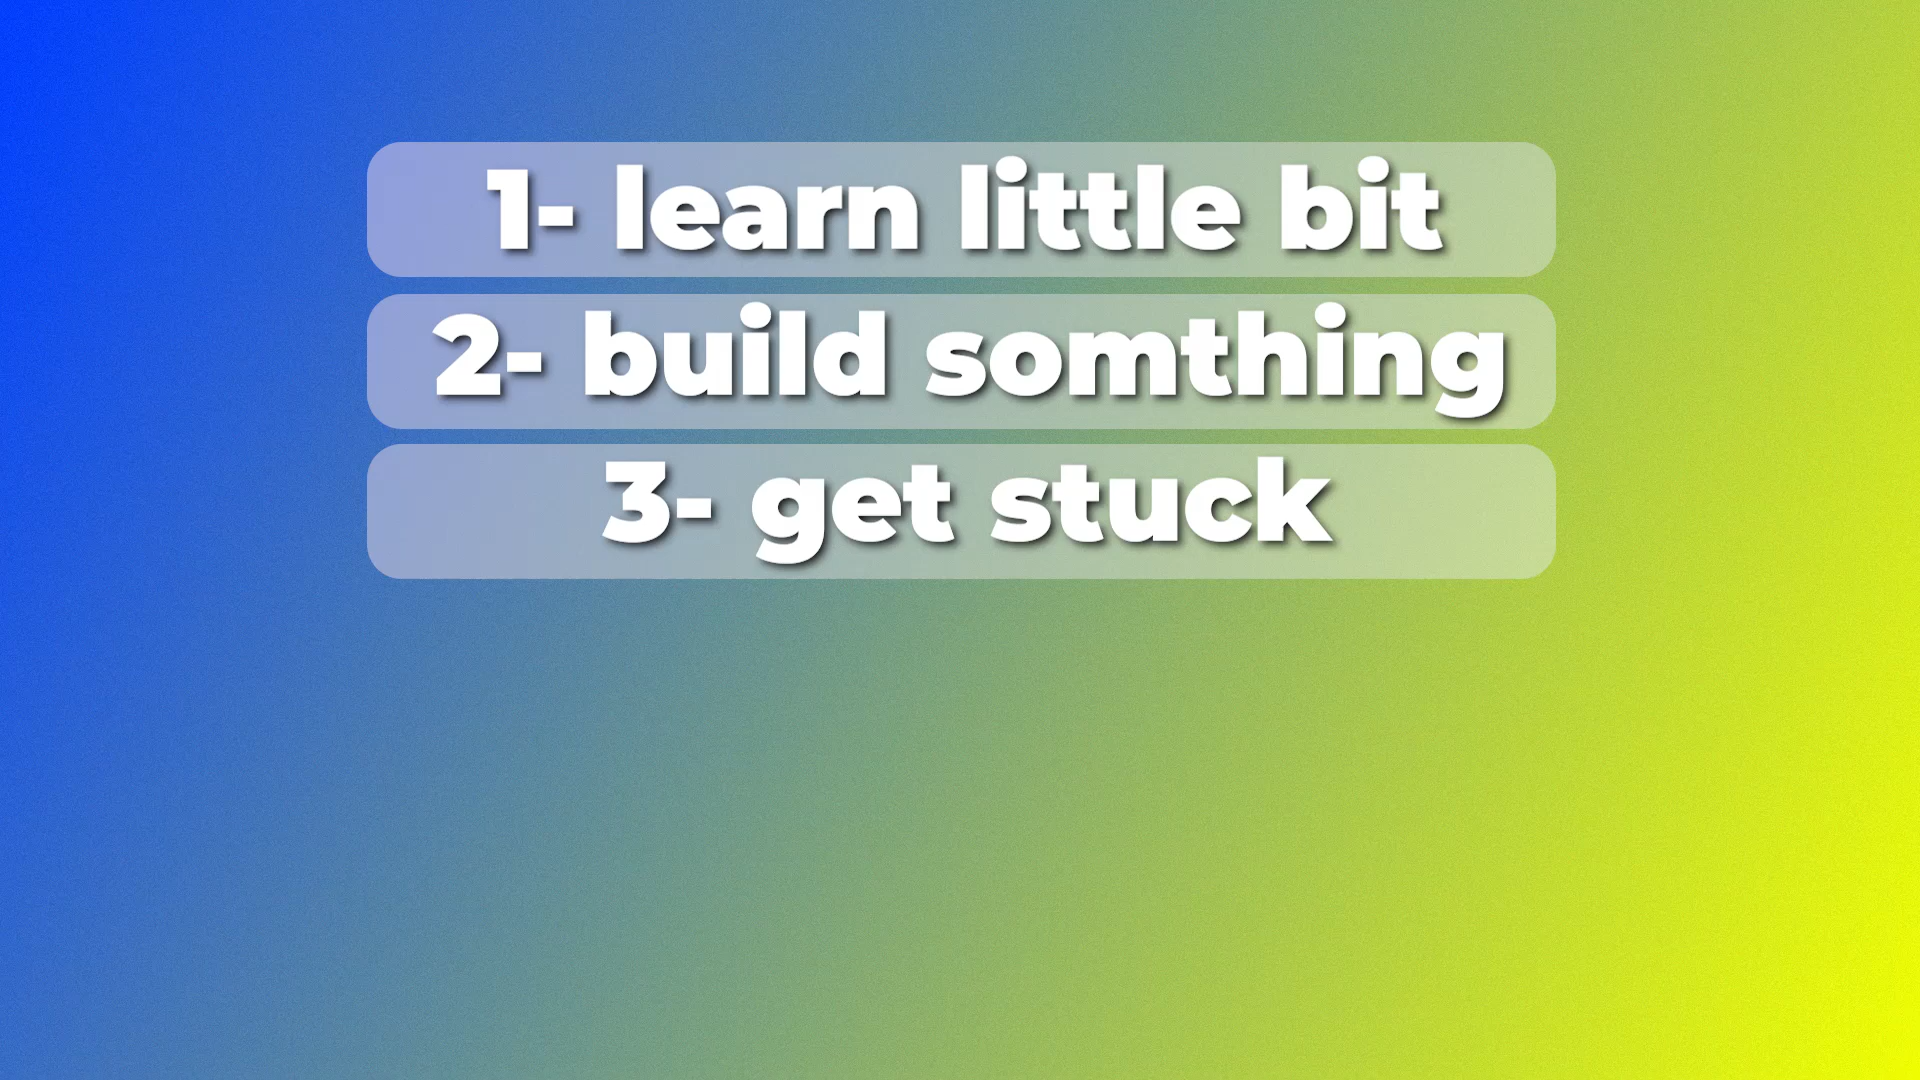 1- learn little bit
2- build somthing
3- get stuck